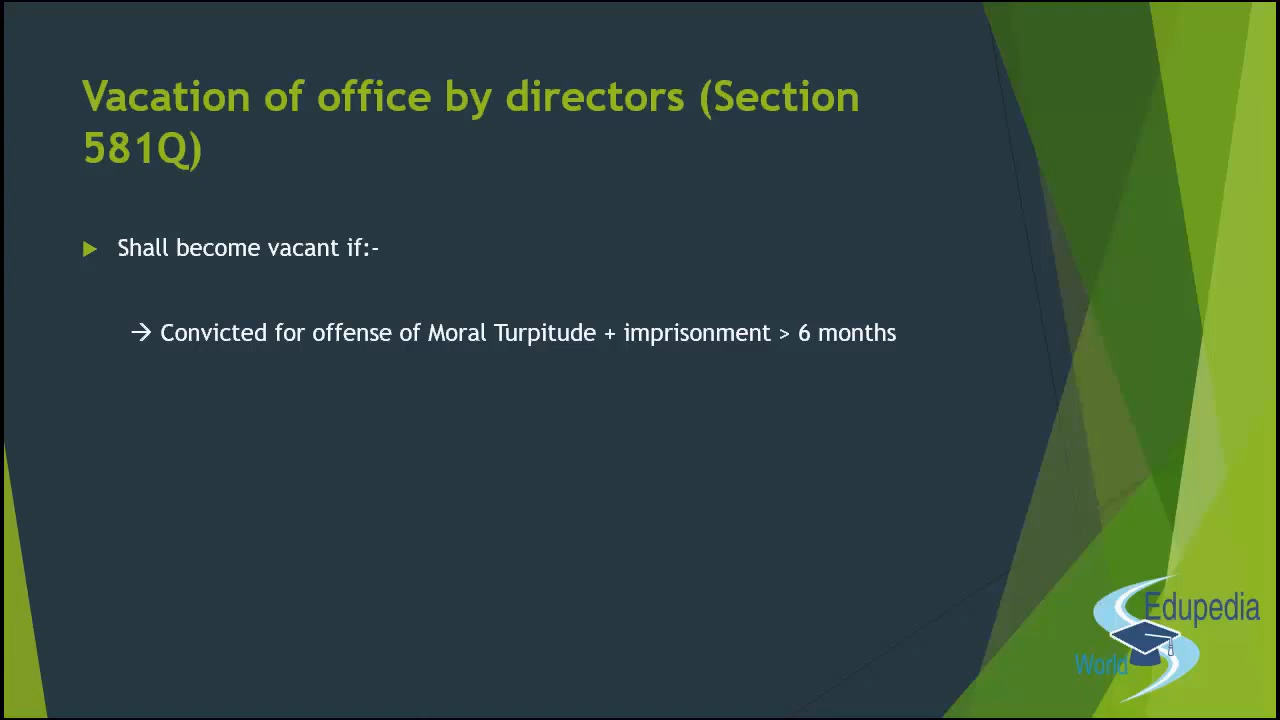 Vacation of office by directors (Section
581Q)
Shall become vacant if:-
→ Convicted for offense of Moral Turpitude + imprisonment > 6 months
Edupedia
World